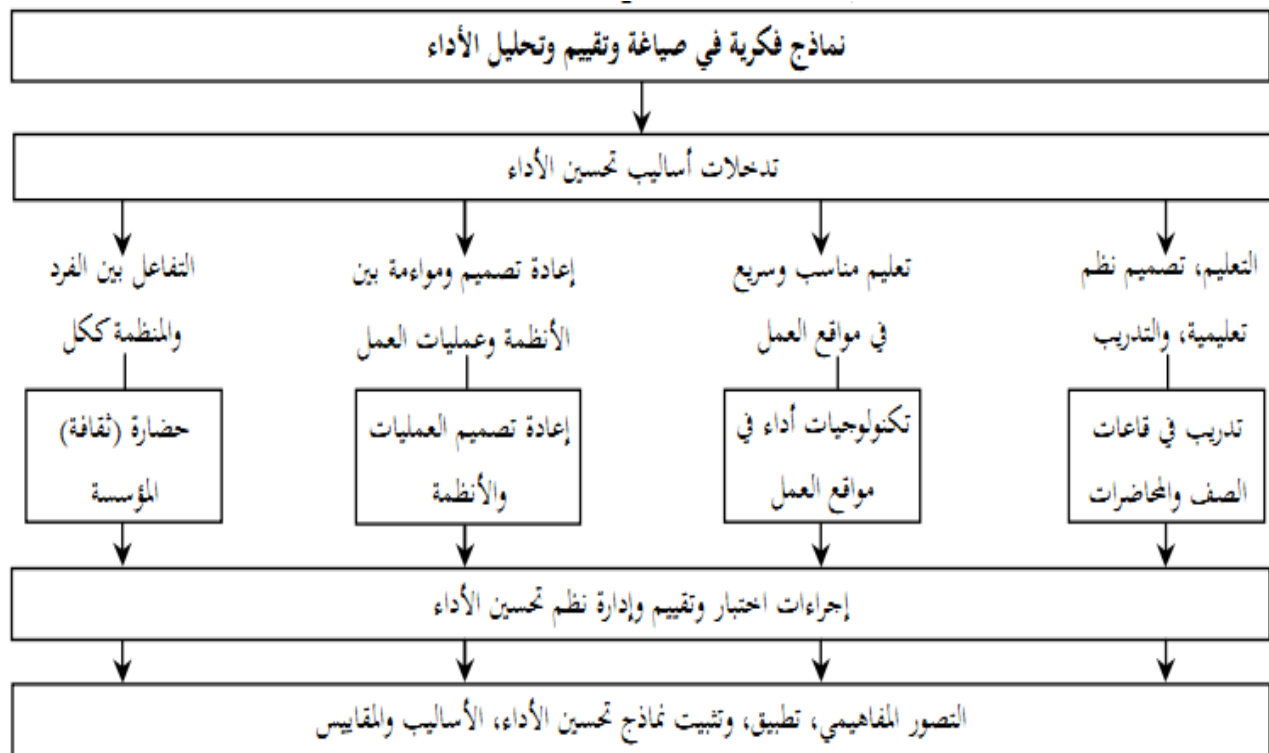 نماذج فكرية في صياغة وتقييم وتحليل الأداء
تدخلات أساليب تحسين الأداء
التعليم، تصميم نظم
تعليمية، والتدريب
تعليم مناسب وسريع
في مواقع العمل
إعادة تصميم ومواءمة بين
الأنظمة وعمليات العمل
التفاعل بين الفرد
والمنظمة ككل
تدريب في قاعات
الصف والمحاضرات
تكنولوجيات أداء في
مواقع العمل
إعادة تصميم العمليات
والأنظمة
حضارة (ثقافة)
المؤسسة
إجراءات اختبار وتقييم وإدارة نظم تحسين الأداء
التصور المفاهيمي، تطبيق، وتثبيت نماذج تحسين الأداء، الأساليب والمقاييس